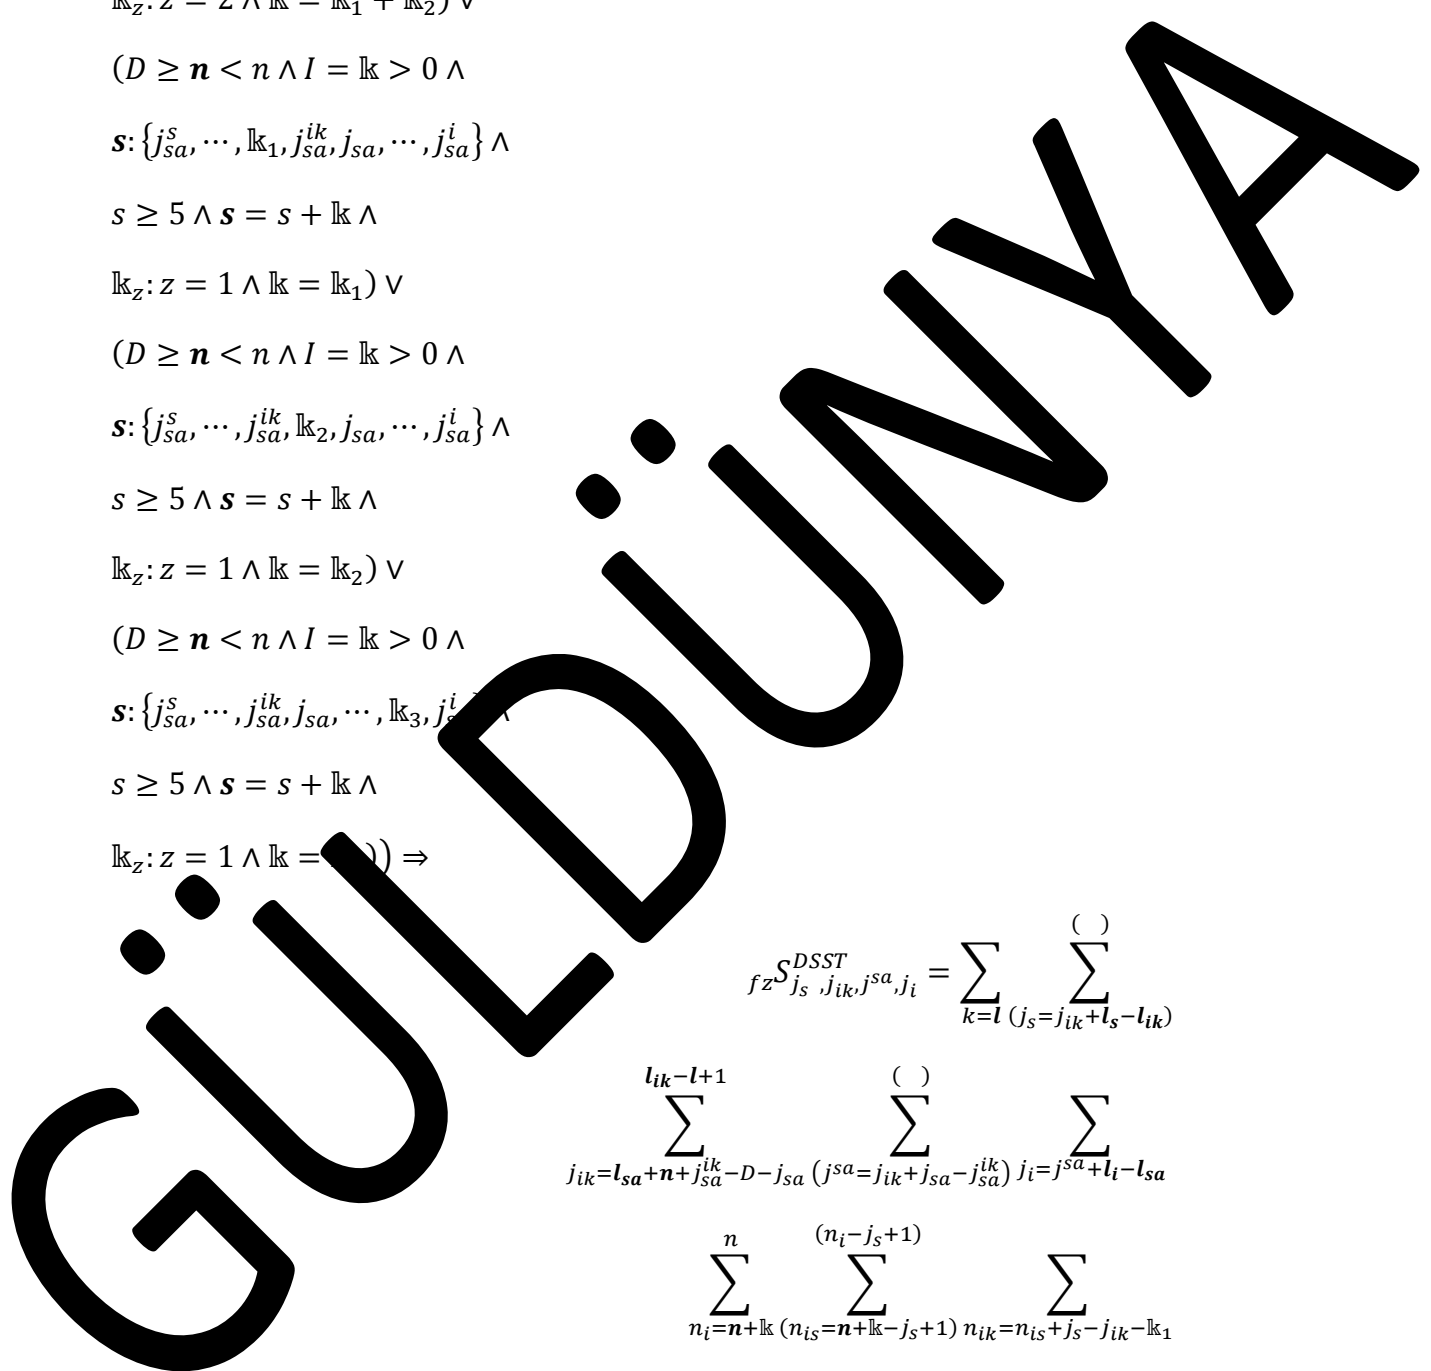 𝕜_z: z = 2 ∧ 𝕜 = 𝕜_1 + 𝕜_2) ∨
(D ≥ 𝒏 < n ∧ I = 𝕜 > 0 ∧
𝒔: {j_{sa}^{s}, ⋯, 𝕜_1, j_{sa}^{ik}, j_{sa}, ⋯, j_{sa}^{i}} ∧
s ≥ 5 ∧ 𝒔 = s + 𝕜 ∧
𝕜_z: z = 1 ∧ 𝕜 = 𝕜_1) ∨
(D ≥ 𝒏 < n ∧ I = 𝕜 > 0 ∧
𝒔: {j_{sa}^{s}, ⋯, j_{sa}^{ik}, 𝕜_2, j_{sa}, ⋯, j_{sa}^{i}} ∧
s ≥ 5 ∧ 𝒔 = s + 𝕜 ∧
𝕜_z: z = 1 ∧ 𝕜 = 𝕜_2) ∨
(D ≥ 𝒏 < n ∧ I = 𝕜 > 0 ∧
𝒔: {j_{sa}^{s}, ⋯, j_{sa}^{ik}, j_{sa}, ⋯, 𝕜_3, j^{i} ∧
s ≥ 5 ∧ 𝒔 = s + 𝕜 ∧
𝕜_z: z = 1 ∧ 𝕜 = )) ⇒
_{fz}S_{j_s, j_{ik}, j^{sa}, j_i}^{DSST} = ∑_{k=𝒍} ∑_{(j_s=j_{ik}+𝒍_𝒔−𝒍_{𝒊𝒌})}^{( )}
∑_{j_{ik}=𝒍_{𝒔𝒂}+𝒏+j_{sa}^{ik}−D−j_{sa}}^{𝒍_{𝒊𝒌}−𝒍+1} ∑_{(j^{sa}=j_{ik}+j_{sa}−j_{sa}^{ik})}^{( )} ∑_{j_i=j^{sa}+𝒍_𝒊−𝒍_{𝒔𝒂}}
∑_{n_i=𝒏+𝕜}^{n} ∑_{(n_{is}=𝒏+𝕜−j_s+1)}^{(n_i−j_s+1)} ∑_{n_{ik}=n_{is}+j_s−j_{ik}−𝕜_1}
GÜLDÜNYA